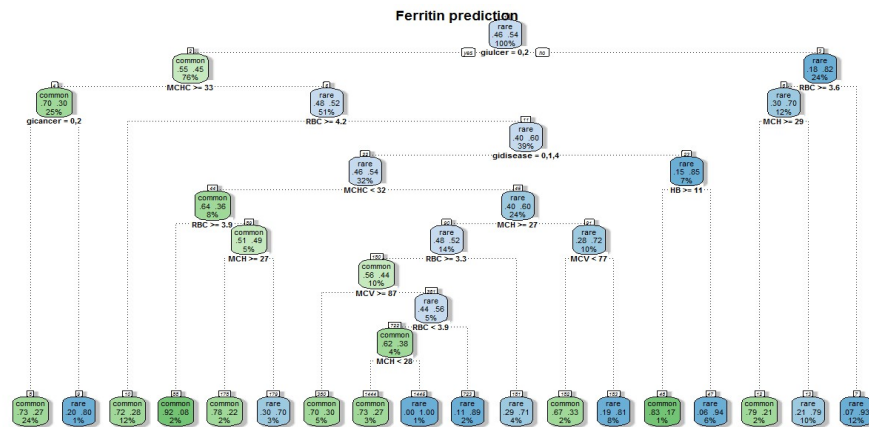 Ferritin prediction
rare
.46 .54
100%
yes
giulcer = 0,2
no
common
.55 .45
76%
MCHC >= 33
rare
.18 .82
24%
RBC >= 3.6
common
.70 .30
25%
gicancer = 0,2
rare
.48 .52
51%
RBC >= 4.2
rare
.30 .70
12%
MCH >= 29
rare
.40 .60
39%
gidisease = 0,1,4
rare
.46 .54
32%
MCHC < 32
rare
.15 .85
7%
HB >= 11
common
.64 .36
8%
RBC >= 3.9
rare
.40 .60
24%
MCH >= 27
common
.51 .49
5%
MCH >= 27
rare
.48 .52
14%
RBC >= 3.3
rare
.28 .72
10%
MCV < 77
common
.56 .44
10%
MCV >= 87
rare
.44 .56
5%
RBC < 3.9
common
.62 .38
4%
MCH < 28
common
.73 .27
24%
rare
.20 .80
1%
common
.72 .28
12%
common
.92 .08
2%
common
.78 .22
2%
rare
.30 .70
3%
common
.70 .30
5%
common
.73 .27
3%
rare
.00 1.00
1%
rare
.11 .89
2%
rare
.29 .71
4%
common
.67 .33
2%
rare
.19 .81
8%
common
.83 .17
1%
rare
.06 .94
6%
common
.79 .21
2%
rare
.21 .79
10%
rare
.07 .93
12%